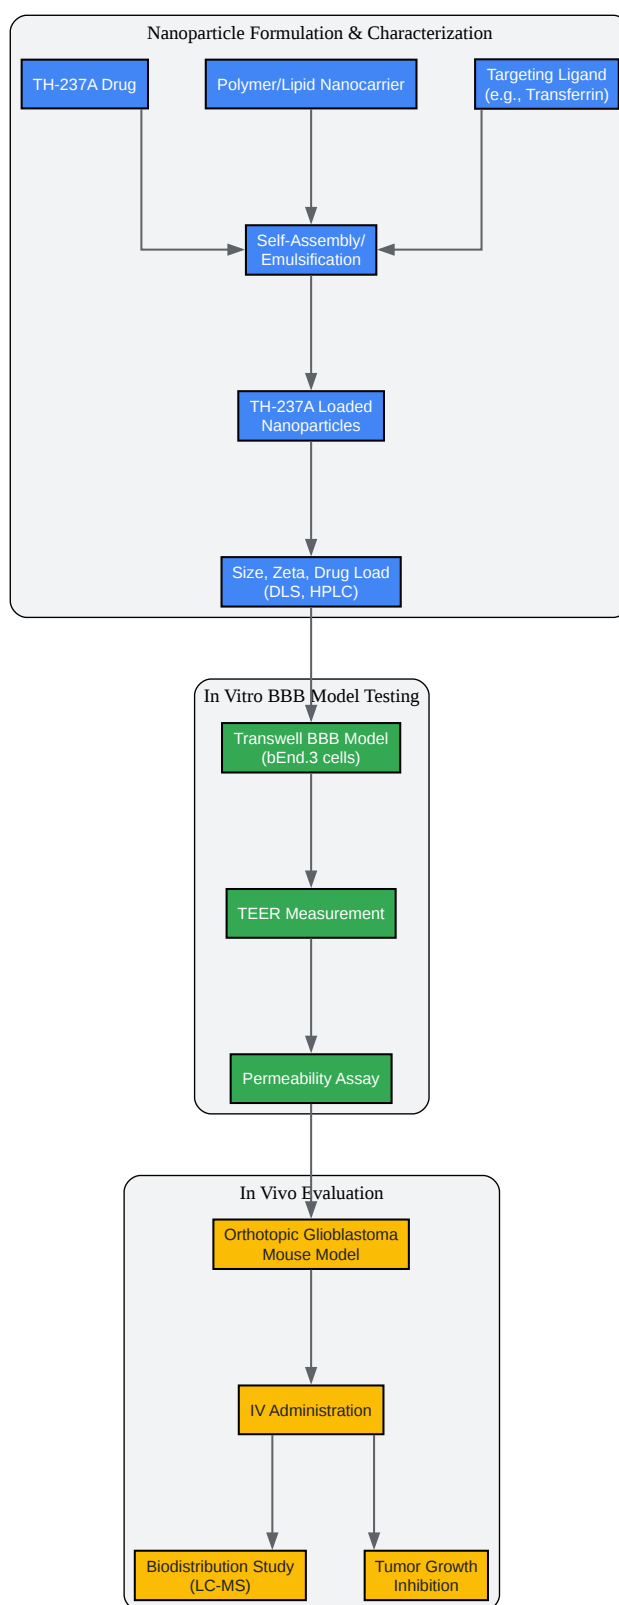 Nanoparticle Formulation & Characterization
TH-237A Drug
Polymer/Lipid Nanocarrier
Targeting Ligand
(e.g., Transferrin)
Self-Assembly/
Emulsification
TH-237A Loaded
Nanoparticles
Size, Zeta, Drug Load
(DLS, HPLC)
In Vitro BBB Model Testing
Transwell BBB Model
(bEnd.3 cells)
TEER Measurement
Permeability Assay
In Vivo Evaluation
Orthotopic Glioblastoma
Mouse Model
IV Administration
Biodistribution Study
(LC-MS)
Tumor Growth
Inhibition